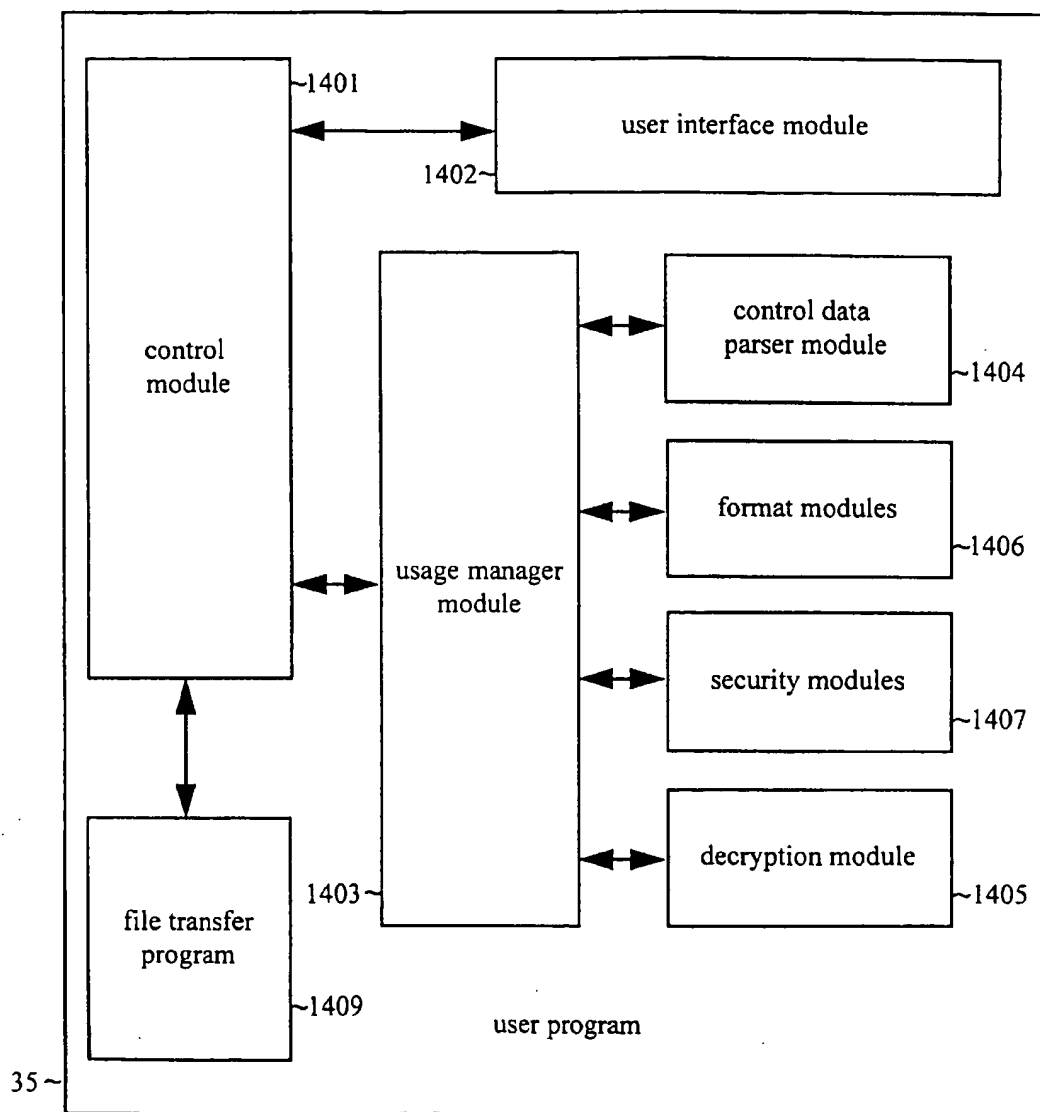 ~1401
user interface module
1402~
control
module
control data
parser module
~1404
format modules
~1406
usage manager
module
security modules
~1407
decryption module
~1405
1403~
file transfer
program
~1409
user program
35~